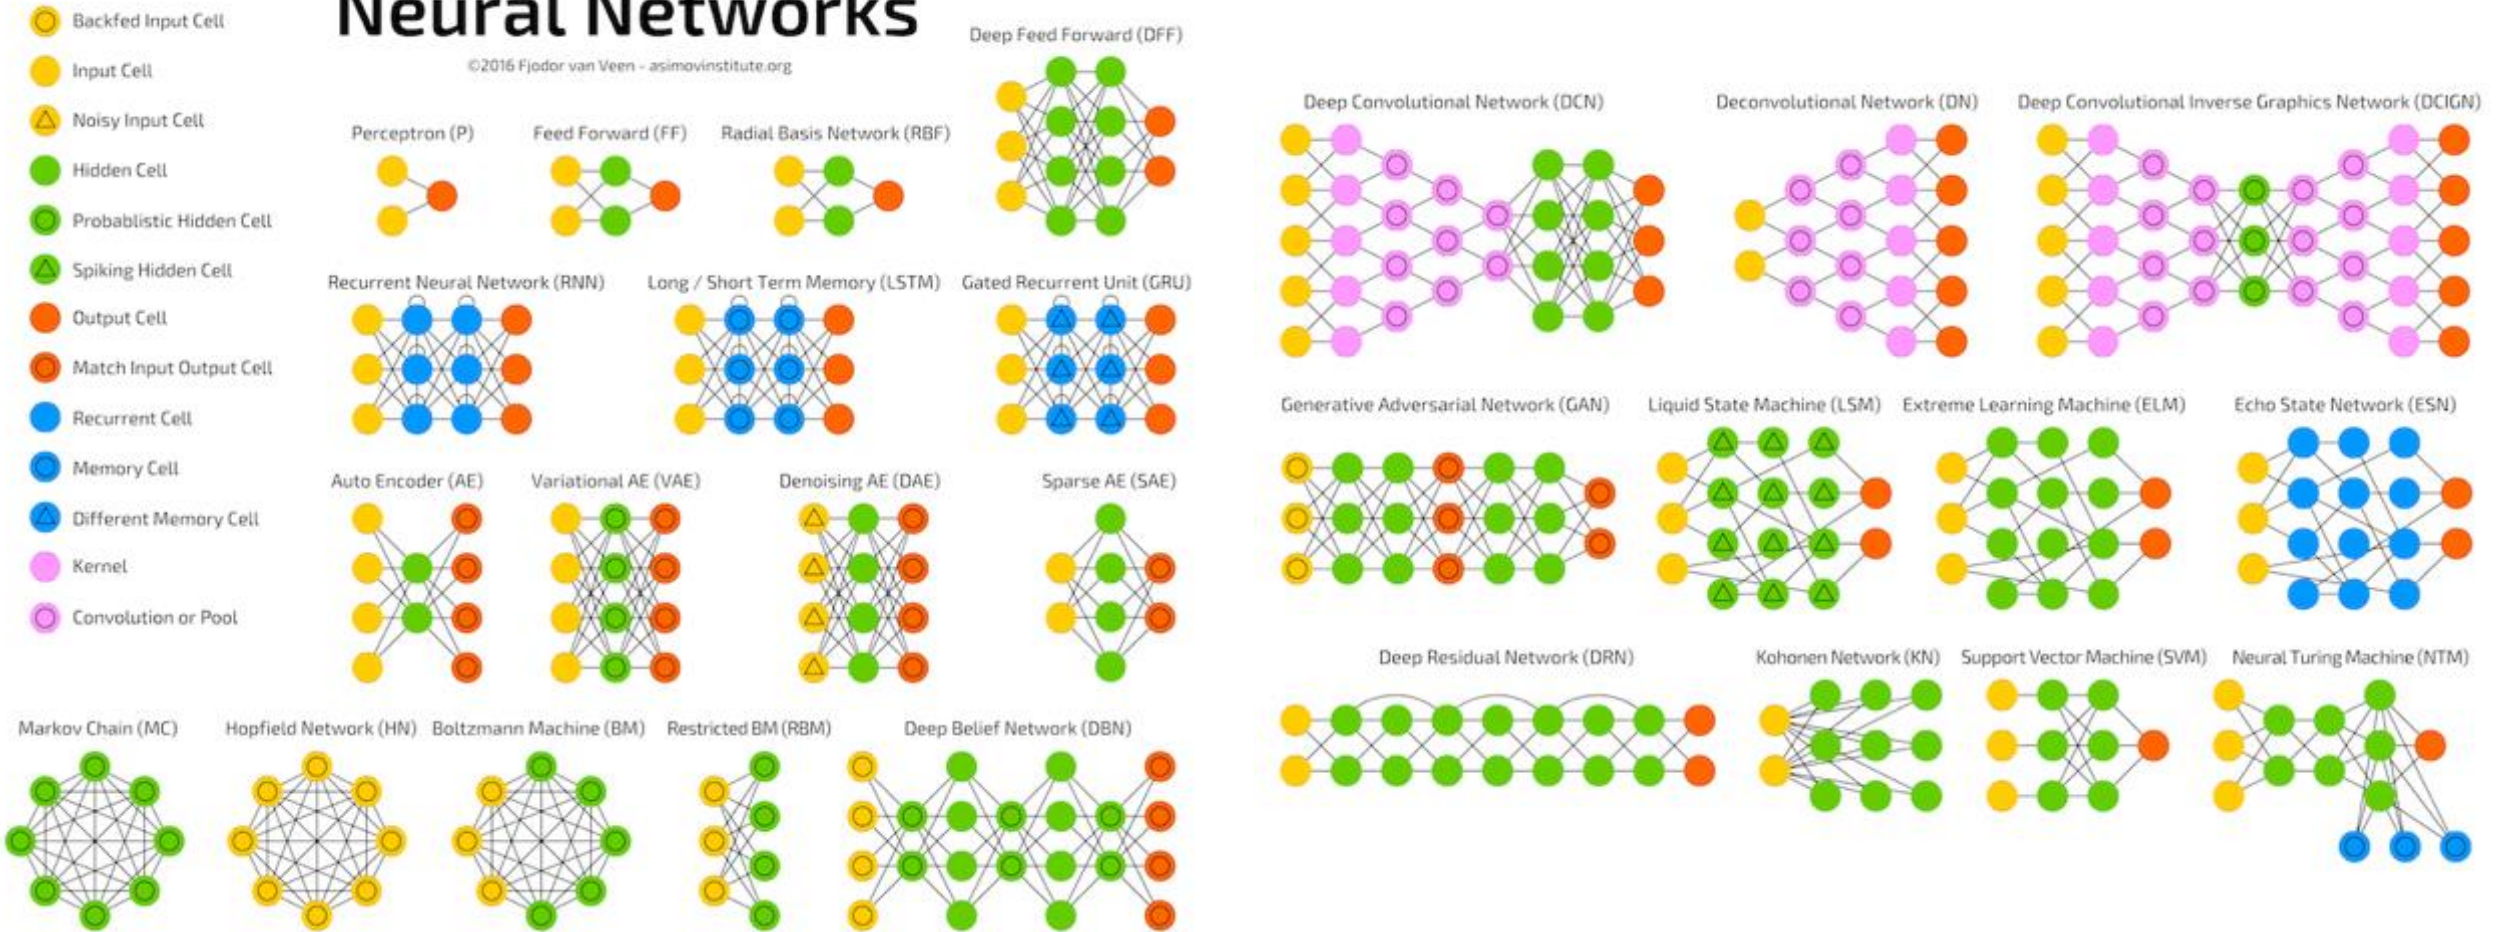 Neural Networks
©2016 Fjodor van Veen - asimovinstitute.org
Backfed Input Cell
Input Cell
Noisy Input Cell
Hidden Cell
Probablistic Hidden Cell
Spiking Hidden Cell
Output Cell
Match Input Output Cell
Recurrent Cell
Memory Cell
Different Memory Cell
Kernel
Convolution or Pool
Deep Feed Forward (DFF)
Perceptron (P)
Feed Forward (FF)
Radial Basis Network (RBF)
Recurrent Neural Network (RNN)
Long / Short Term Memory (LSTM)
Gated Recurrent Unit (GRU)
Auto Encoder (AE)
Variational AE (VAE)
Denoising AE (DAE)
Sparse AE (SAE)
Markov Chain (MC)
Hopfield Network (HN)
Boltzmann Machine (BM)
Restricted BM (RBM)
Deep Belief Network (DBN)
Deep Convolutional Network (DCN)
Deconvolutional Network (DN)
Deep Convolutional Inverse Graphics Network (DCIGN)
Generative Adversarial Network (GAN)
Liquid State Machine (LSM)
Extreme Learning Machine (ELM)
Echo State Network (ESN)
Deep Residual Network (DRN)
Kohonen Network (KN)
Support Vector Machine (SVM)
Neural Turing Machine (NTM)